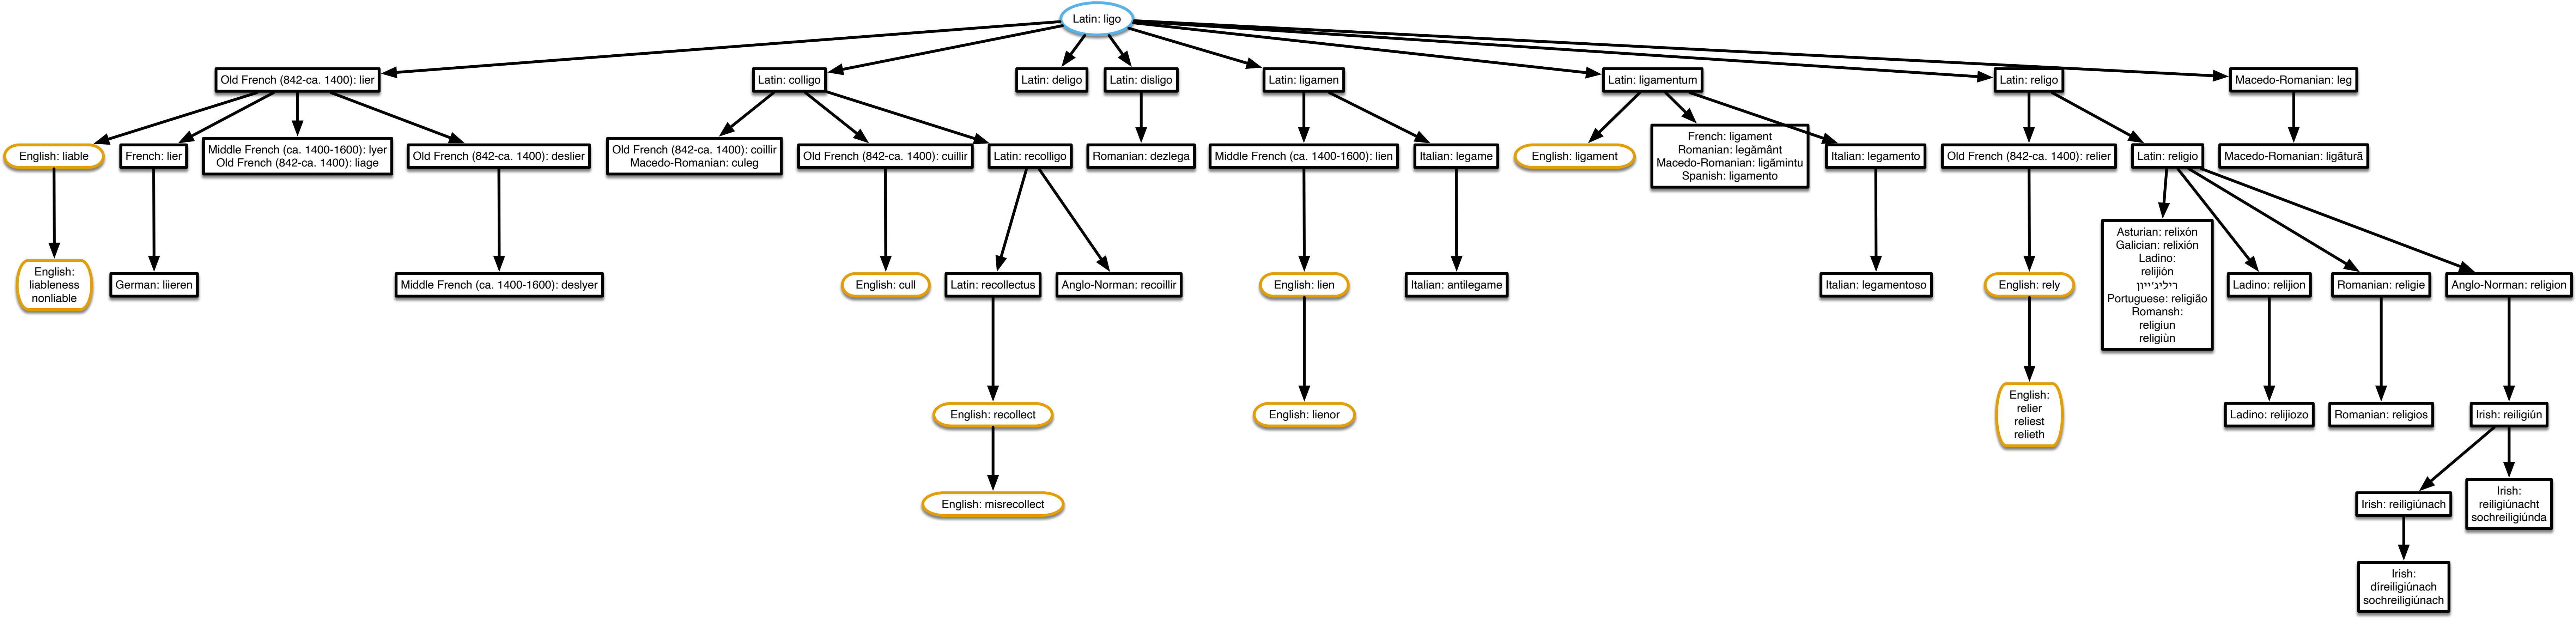 Latin: ligo
Old French (842-ca. 1400): lier
Latin: colligo
Latin: deligo
Latin: disligo
Latin: ligamen
Latin: ligamentum
Latin: religo
Macedo-Romanian: leg
English: liable
French: lier
Middle French (ca. 1400-1600): lyer
Old French (842-ca. 1400): liage
Old French (842-ca. 1400): deslier
Old French (842-ca. 1400): coillir
Macedo-Romanian: culeg
Old French (842-ca. 1400): cuillir
Latin: recolligo
Romanian: dezlega
Middle French (ca. 1400-1600): lien
Italian: legame
English: ligament
French: ligament
Romanian: legământ
Macedo-Romanian: ligãmintu
Spanish: ligamento
Italian: legamento
Old French (842-ca. 1400): relier
Latin: religio
Macedo-Romanian: ligãturã
English:
liableness
nonliable
German: liieren
Middle French (ca. 1400-1600): deslyer
English: cull
Latin: recollectus
Anglo-Norman: recoillir
English: lien
Italian: antilegame
Italian: legamentoso
English: rely
Asturian: relixón
Galician: relixión
Ladino:
relijión
ריליג׳ייון
Portuguese: religião
Romansh:
religiun
religiùn
Ladino: relijion
Romanian: religie
Anglo-Norman: religion
English: recollect
English: lienor
English:
relier
reliest
relieth
Ladino: relijiozo
Romanian: religios
Irish: reiligiún
English: misrecollect
Irish: reiligiúnach
Irish:
reiligiúnacht
sochreiligiúnda
Irish:
díreiligiúnach
sochreiligiúnach